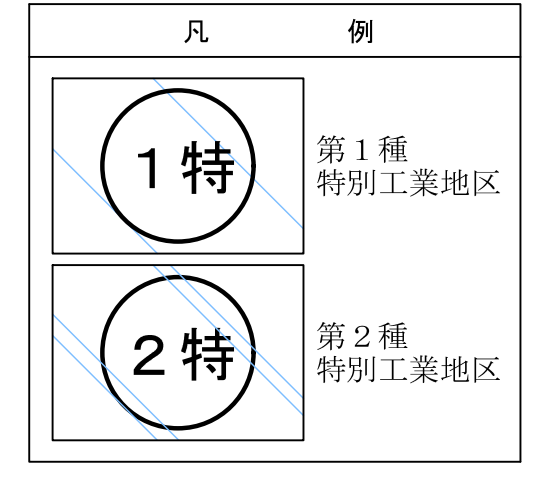 凡　例
１特
第１種
特別工業地区
２特
第２種
特別工業地区